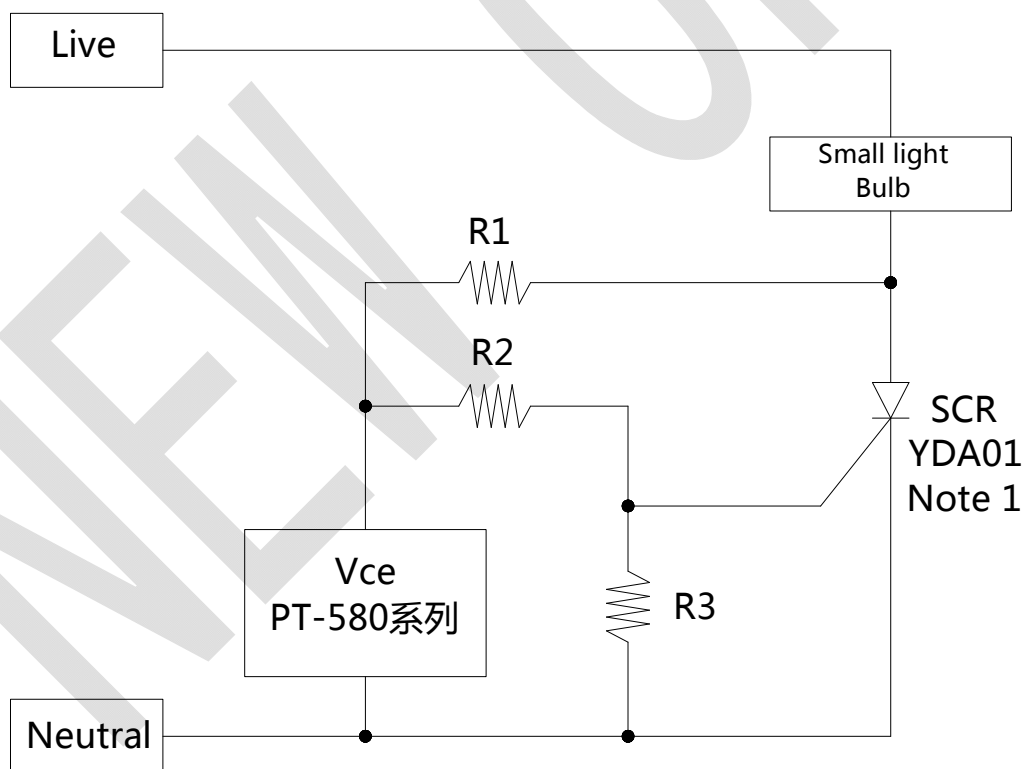 Live
Small light
Bulb
R1
R2
SCR
YDA01
Note 1
Vce
PT-580系列
R3
Neutral
NEW